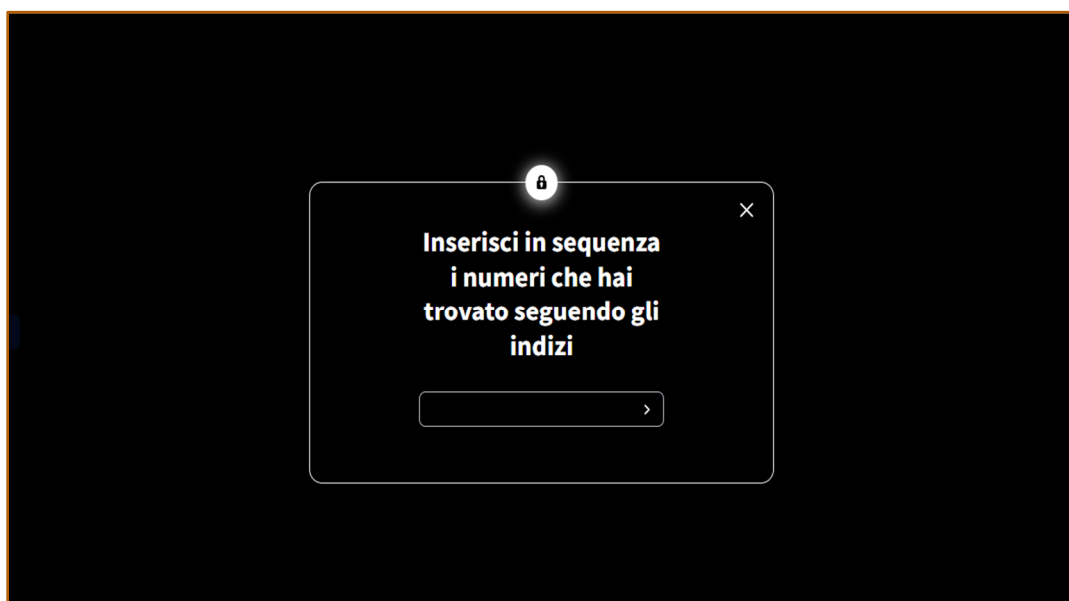 Inserisci in sequenza
i numeri che hai
trovato seguendo gli
indizi